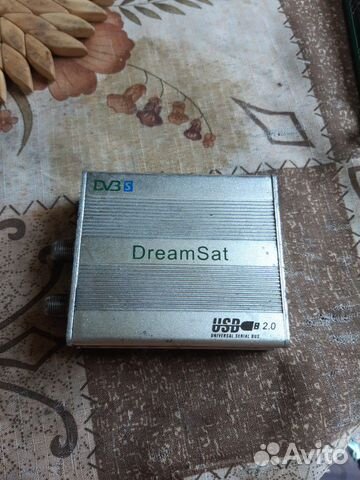 DVB S
DreamSat
USB 2.0
UNIVERSAL SERIAL BUS
Avito